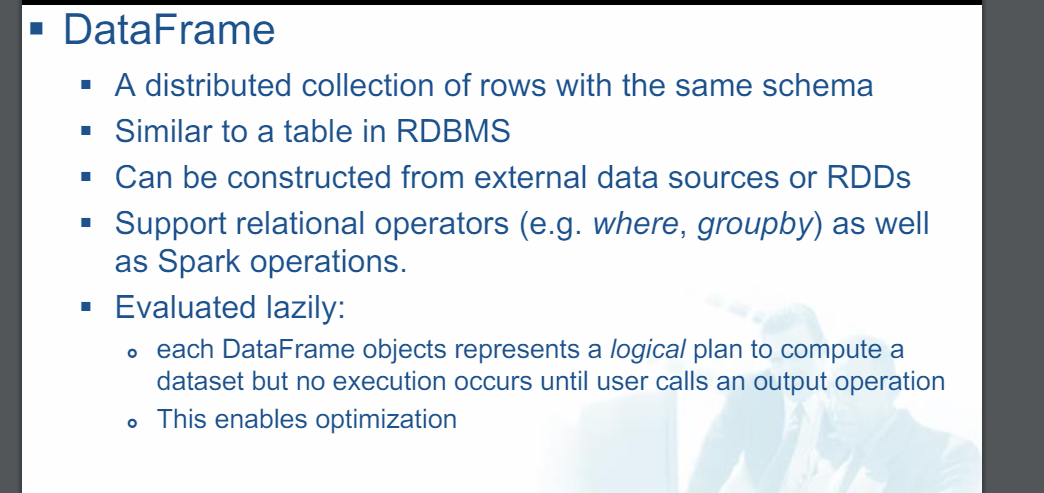 ▪ DataFrame
▪ A distributed collection of rows with the same schema
▪ Similar to a table in RDBMS
▪ Can be constructed from external data sources or RDDs
▪ Support relational operators (e.g. where, groupby) as well
as Spark operations.
▪ Evaluated lazily:
o each DataFrame objects represents a logical plan to compute a
dataset but no execution occurs until user calls an output operation
o This enables optimization